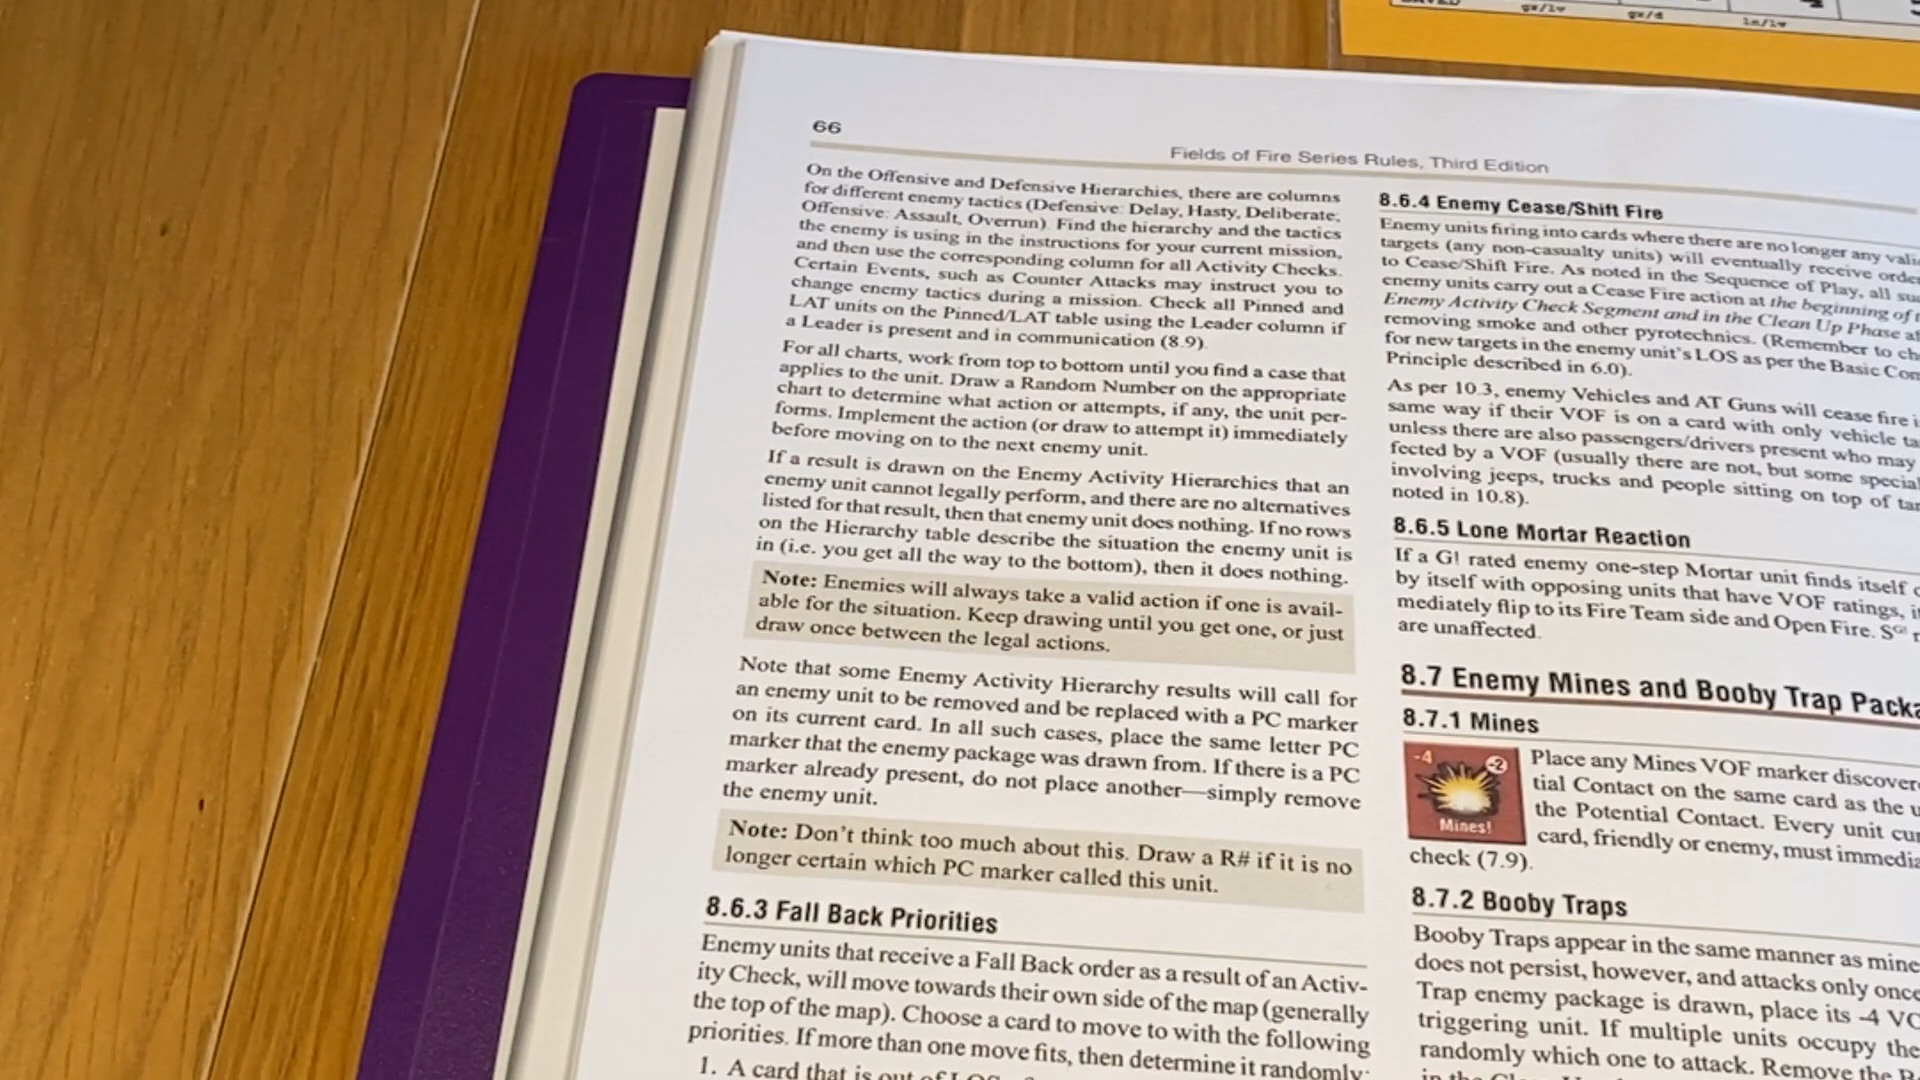 gx/lv
gx/d
ln/lv
66
Fields of Fire Series Rules, Third Edition
On the Offensive and Defensive Hierarchies, there are columns
for different enemy tactics (Defensive: Delay, Hasty, Deliberate;
Offensive: Assault, Overrun). Find the hierarchy and the tactics
the enemy is using in the instructions for your current mission,
and then use the corresponding column for all Activity Checks.
Certain Events, such as Counter Attacks may instruct you to
change enemy tactics during a mission. Check all Pinned and
LAT units on the Pinned/LAT table using the Leader column if
a Leader is present and in communication (8.9).
For all charts, work from top to bottom until you find a case that
applies to the unit. Draw a Random Number on the appropriate
chart to determine what action or attempts, if any, the unit per-
forms. Implement the action (or draw to attempt it) immediately
before moving on to the next enemy unit.
If a result is drawn on the Enemy Activity Hierarchies that an
enemy unit cannot legally perform, and there are no alternatives
listed for that result, then that enemy unit does nothing. If no rows
on the Hierarchy table describe the situation the enemy unit is
in (i.e. you get all the way to the bottom), then it does nothing.
Note: Enemies will always take a valid action if one is avail-
able for the situation. Keep drawing until you get one, or just
draw once between the legal actions.
Note that some Enemy Activity Hierarchy results will call for
an enemy unit to be removed and be replaced with a PC marker
on its current card. In all such cases, place the same letter PC
marker that the enemy package was drawn from. If there is a PC
marker already present, do not place another—simply remove
the enemy unit.
Note: Don't think too much about this. Draw a R# if it is no
longer certain which PC marker called this unit.
8.6.3 Fall Back Priorities
Enemy units that receive a Fall Back order as a result of an Activ-
ity Check, will move towards their own side of the map (generally
the top of the map). Choose a card to move to with the following
priorities. If more than one move fits, then determine it randomly:
1. A card that is out of LOS
8.6.4 Enemy Cease/Shift Fire
Enemy units firing into cards where there are no longer any
targets (any non-casualty units) will eventually receive
to Cease/Shift Fire. As noted in the Sequence of Play, all
enemy units carry out a Cease Fire action at the beginning of
Enemy Activity Check Segment and in the Clean Up Phase
removing smoke and other pyrotechnics. (Remember to
for new targets in the enemy unit's LOS as per the Basic
Principle described in 6.0).
As per 10.3, enemy Vehicles and AT Guns will cease fire
same way if their VOF is on a card with only vehicle
unless there are also passengers/drivers present who may
fected by a VOF (usually there are not, but some
involving jeeps, trucks and people sitting on top of
noted in 10.8).
8.6.5 Lone Mortar Reaction
If a G! rated enemy one-step Mortar unit finds itself
by itself with opposing units that have VOF ratings,
mediately flip to its Fire Team side and Open Fire.
are unaffected.
8.7 Enemy Mines and Booby Trap
8.7.1 Mines
-4
-2
Mines!
Place any Mines VOF marker
tial Contact on the same card as the
the Potential Contact. Every unit
card, friendly or enemy, must
check (7.9).
8.7.2 Booby Traps
Booby Traps appear in the same manner as
does not persist, however, and attacks only
Trap enemy package is drawn, place its -4
triggering unit. If multiple units occupy the
randomly which one to attack. Remove the